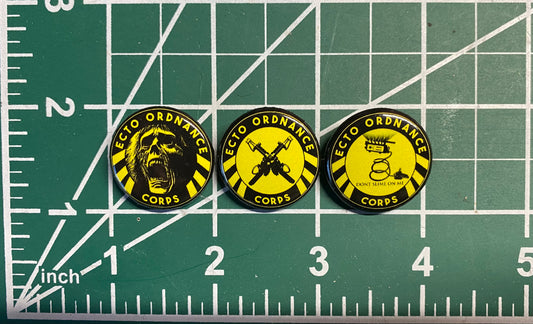 3
2
ECTO ORDNANCE
CORPS
ECTO ORDNANCE
CORPS
ECTO ORDNANCE
DONT SLIME ON ME
CORPS
1
inch
1
2
3
4
5